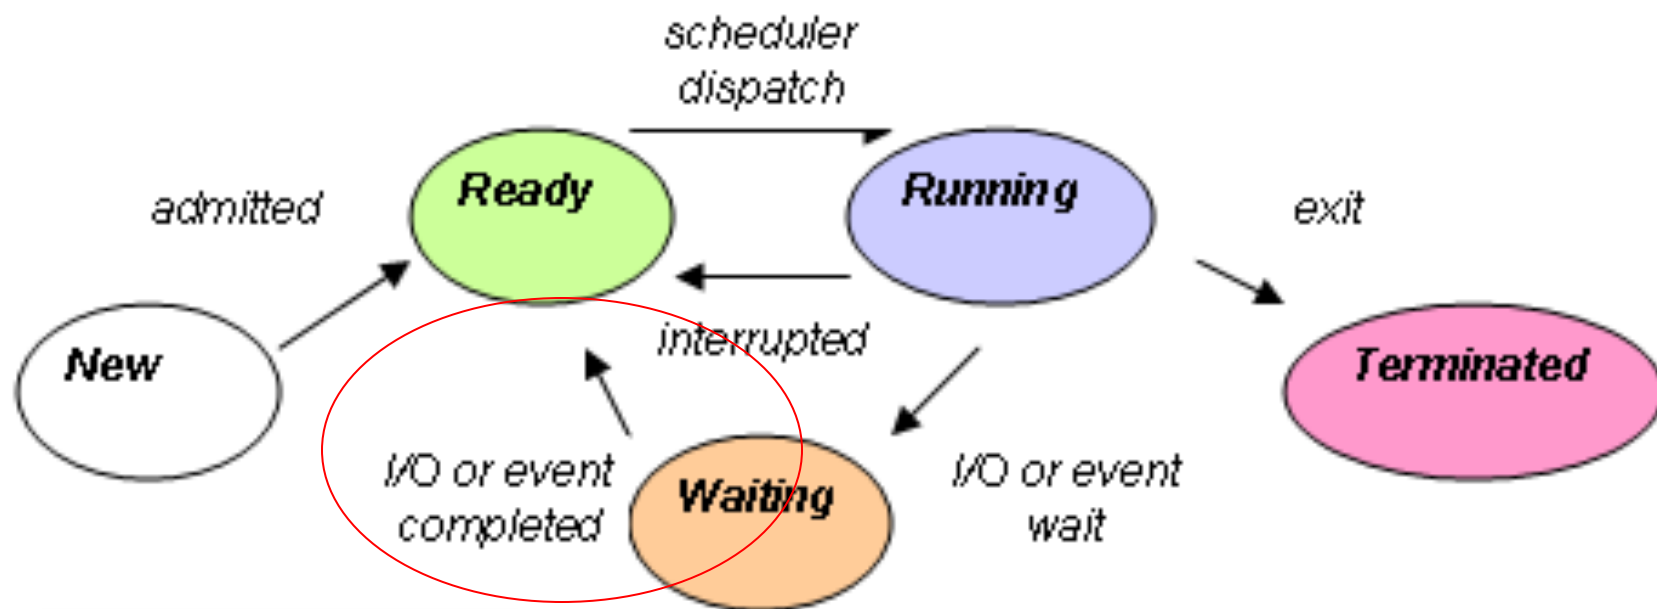 scheduler
dispatch
Ready
Running
admitted
exit
interrupted
New
Terminated
I/O or event
completed
Waiting
I/O or event
wait